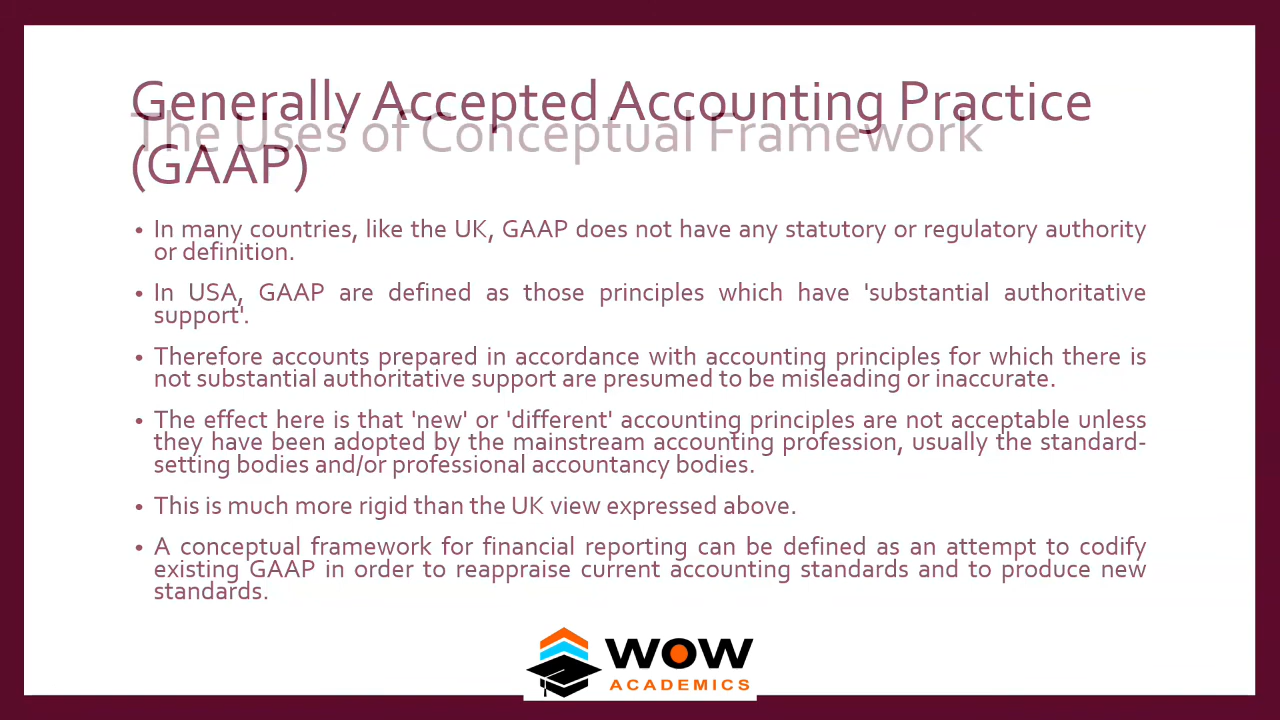 Generally Accepted Accounting Practice
The Uses of Conceptual Framework
(GAAP)
• In many countries, like the UK, GAAP does not have any statutory or regulatory authority
or definition.
• In USA, GAAP are defined as those principles which have 'substantial authoritative
support'.
• Therefore accounts prepared in accordance with accounting principles for which there is
not substantial authoritative support are presumed to be misleading or inaccurate.
• The effect here is that 'new' or 'different' accounting principles are not acceptable unless
they have been adopted by the mainstream accounting profession, usually the standard-
setting bodies and/or professional accountancy bodies.
• This is much more rigid than the UK view expressed above.
• A conceptual framework for financial reporting can be defined as an attempt to codify
existing GAAP in order to reappraise current accounting standards and to produce new
standards.
WOW
ACADEMICS